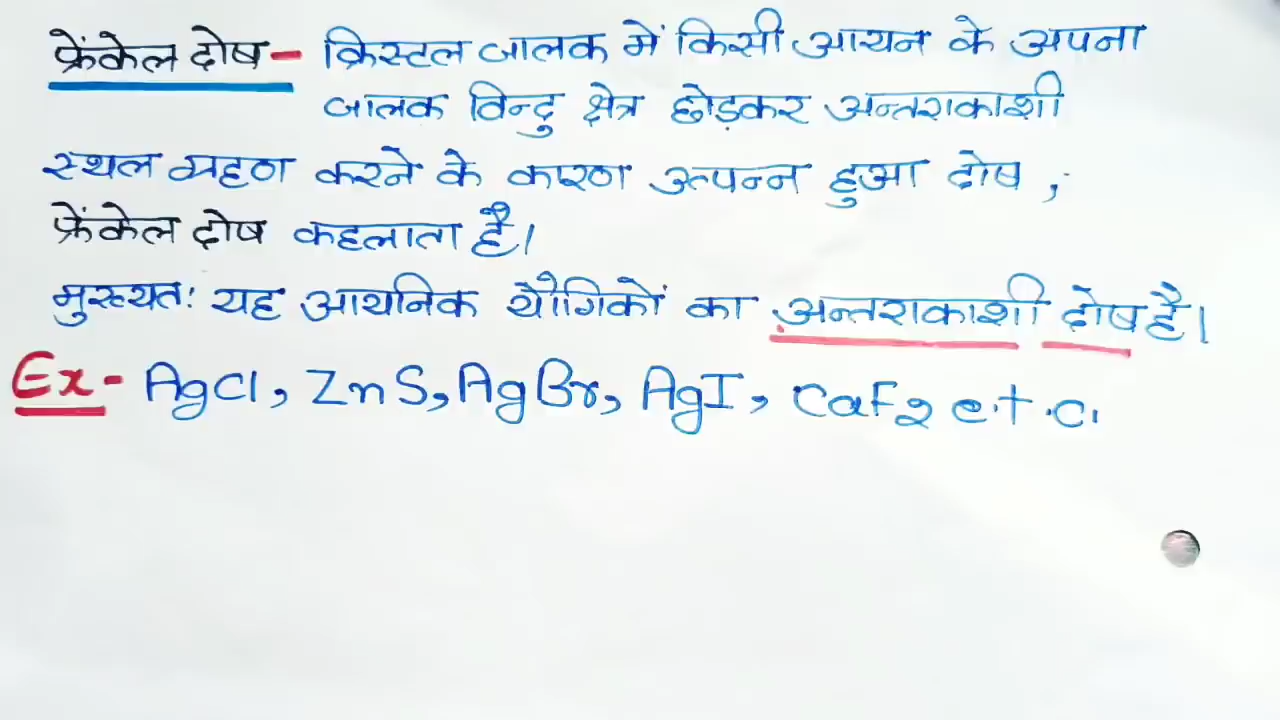 फ्रेंकेल दोष - क्रिस्टल जालक में किसी आयन के अपना
जालक विन्दु क्षेत्र छोड़कर अन्तराकाशी
स्थल ग्रहण करने के कारण उत्पन्न हुआ दोष ,
फ्रेंकेल दोष कहलाता है।
मुख्यत: यह आयनिक यौगिकों का अन्तराकाशी दोष है।
Ex- AgCl, ZnS, AgBr, AgI, CaF2 e.t.c.